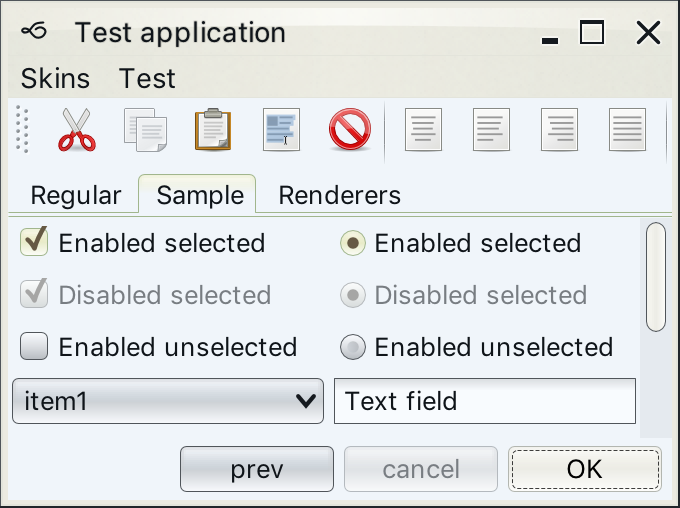 Test application
Skins Test
Regular Sample Renderers
Enabled selected Enabled selected
Disabled selected Disabled selected
Enabled unselected Enabled unselected
item1 Text field
prev cancel OK